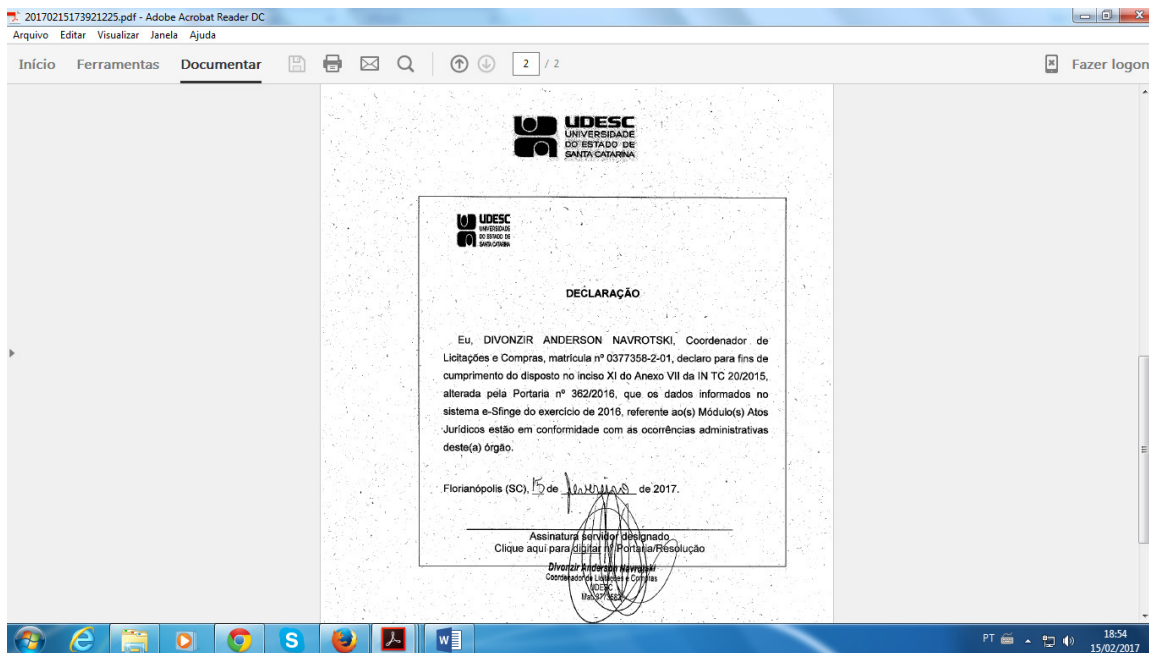 20170215173921225.pdf - Adobe Acrobat Reader DC
Arquivo Editar Visualizar Janela Ajuda
Início Ferramentas Documentar 2 / 2 Fazer logon
UDESC
UNIVERSIDADE
DO ESTADO DE
SANTA CATARINA
UDESC
UNIVERSIDADE
DO ESTADO DE
SANTA CATARINA
DECLARAÇÃO
Eu, DIVONZIR ANDERSON NAVROTSKI, Coordenador de
Licitações e Compras, matrícula nº 0377358-2-01, declaro para fins de
cumprimento do disposto no inciso XI do Anexo VII da IN TC 20/2015,
alterada pela Portaria nº 362/2016, que os dados informados no
sistema e-Sfinge do exercício de 2016, referente ao(s) Módulo(s) Atos
Jurídicos estão em conformidade com as ocorrências administrativas
deste(a) órgão.
Florianópolis (SC), 15 de fevereiro de 2017.
Assinatura servidor designado
Clique aqui para digitar nº Portaria/Resolução
Divonzir Anderson Navrotski
Coordenador de Licitações e Compras
UDESC
PT 18:54
15/02/2017